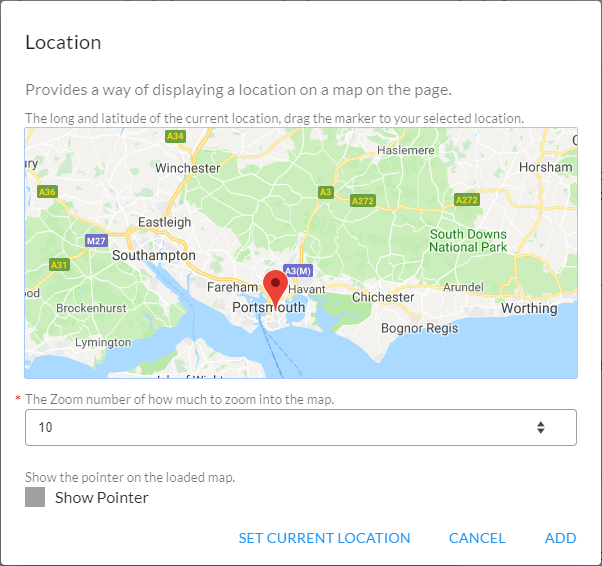 Location
Provides a way of displaying a location on a map on the page.
The long and latitude of the current location, drag the marker to your selected location.
A34
Haslemere
Winchester
Horsham
A36
A3
A272
A272
Eastleigh
South Downs
National Park
M27
Southampton
A31
A3(M)
Fareham
Havant
Arundel
Portsmouth
Chichester
Brockenhurst
Worthing
Bognor Regis
Lymington
* The Zoom number of how much to zoom into the map.
10
Show the pointer on the loaded map.
Show Pointer
SET CURRENT LOCATION CANCEL ADD